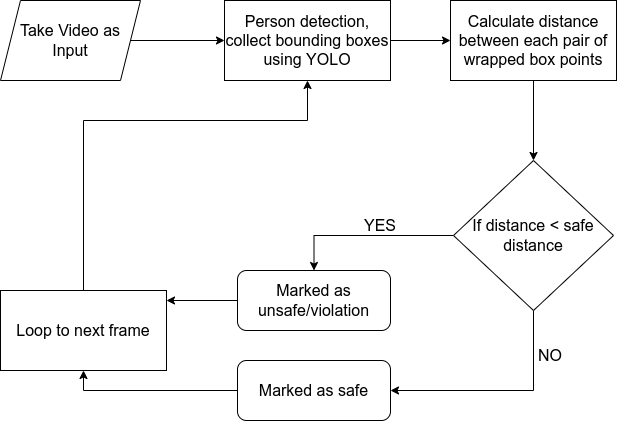 Take Video as
Input
Person detection,
collect bounding boxes
using YOLO
Calculate distance
between each pair of
wrapped box points
If distance < safe
distance
YES
Marked as
unsafe/violation
Loop to next frame
NO
Marked as safe